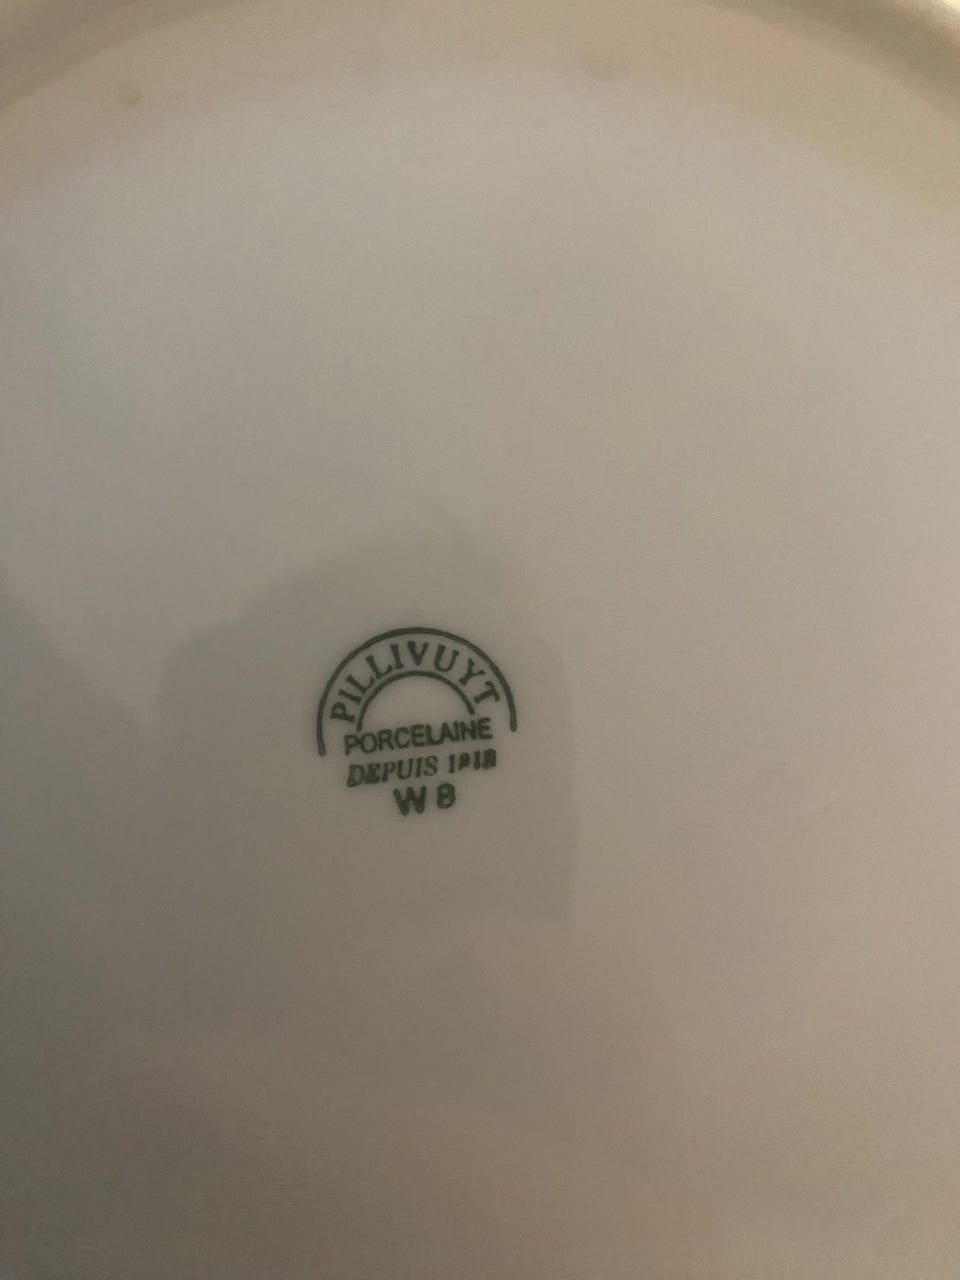 PILLIVUYT
PORCELAINE
DEPUIS 1818
W 8